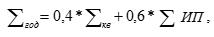 ∑год = 0,4 * ∑кв + 0,6 * ∑ ИП ,